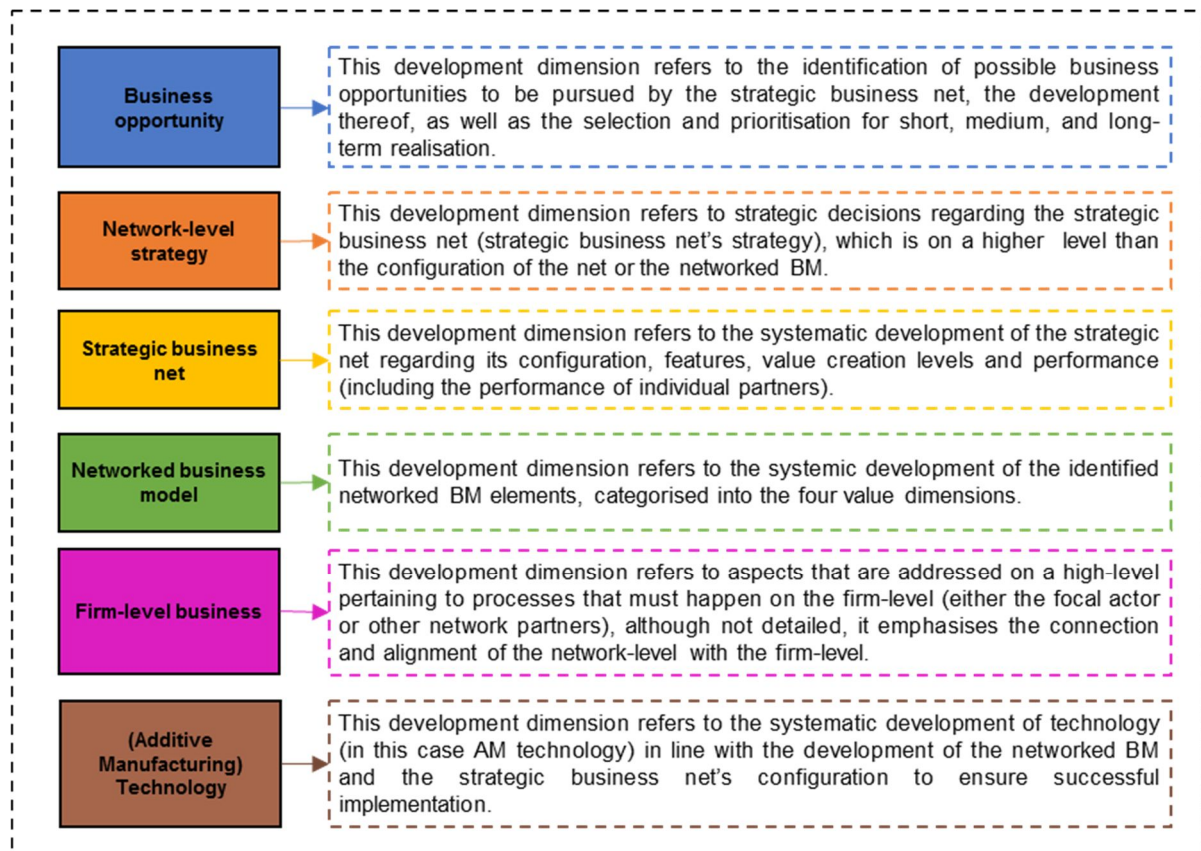 Business
opportunity
This development dimension refers to the identification of possible business
opportunities to be pursued by the strategic business net, the development
thereof, as well as the selection and prioritisation for short, medium, and long-
term realisation.
Network-level
strategy
This development dimension refers to strategic decisions regarding the strategic
business net (strategic business net's strategy), which is on a higher level than
the configuration of the net or the networked BM.
Strategic business
net
This development dimension refers to the systematic development of the strategic
net regarding its configuration, features, value creation levels and performance
(including the performance of individual partners).
Networked business
model
This development dimension refers to the systemic development of the identified
networked BM elements, categorised into the four value dimensions.
Firm-level business
This development dimension refers to aspects that are addressed on a high-level
pertaining to processes that must happen on the firm-level (either the focal actor
or other network partners), although not detailed, it emphasises the connection
and alignment of the network-level with the firm-level.
(Additive
Manufacturing)
Technology
This development dimension refers to the systematic development of technology
(in this case AM technology) in line with the development of the networked BM
and the strategic business net's configuration to ensure successful
implementation.